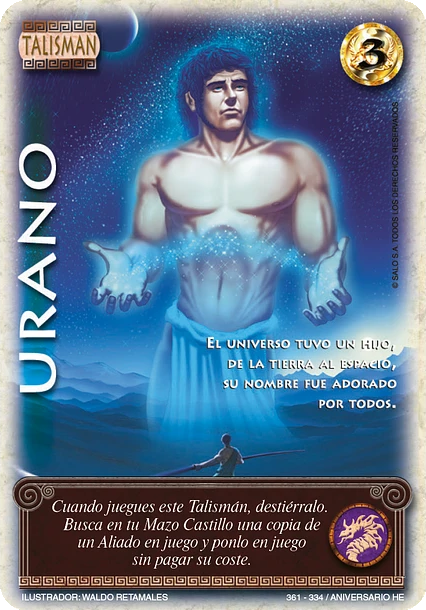 TALISMAN
3
URANO
© SALO S.A. TODOS LOS DERECHOS RESERVADOS
El universo tuvo un hijo,
de la tierra al espacio,
su nombre fue adorado
por todos.
Cuando juegues este Talismán, destiérralo.
Busca en tu Mazo Castillo una copia de
un Aliado en juego y ponlo en juego
sin pagar su coste.
ILUSTRADOR: WALDO RETAMALES
361 - 334 / ANIVERSARIO HE